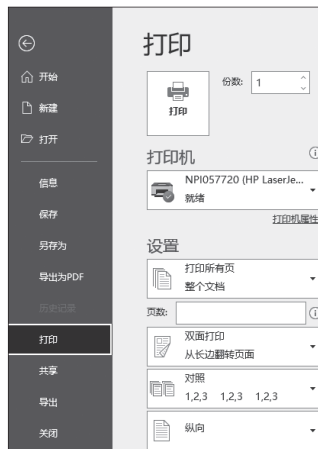 开始
新建
打开
信息
保存
另存为
导出为PDF
历史记录
打印
共享
导出
关闭
打印
份数: 1
打印
打印机
NPI057720 (HP LaserJe...
就绪
打印机属性
设置
打印所有页
整个文档
页数:
双面打印
从长边翻转页面
对照
1,2,3 1,2,3 1,2,3
纵向